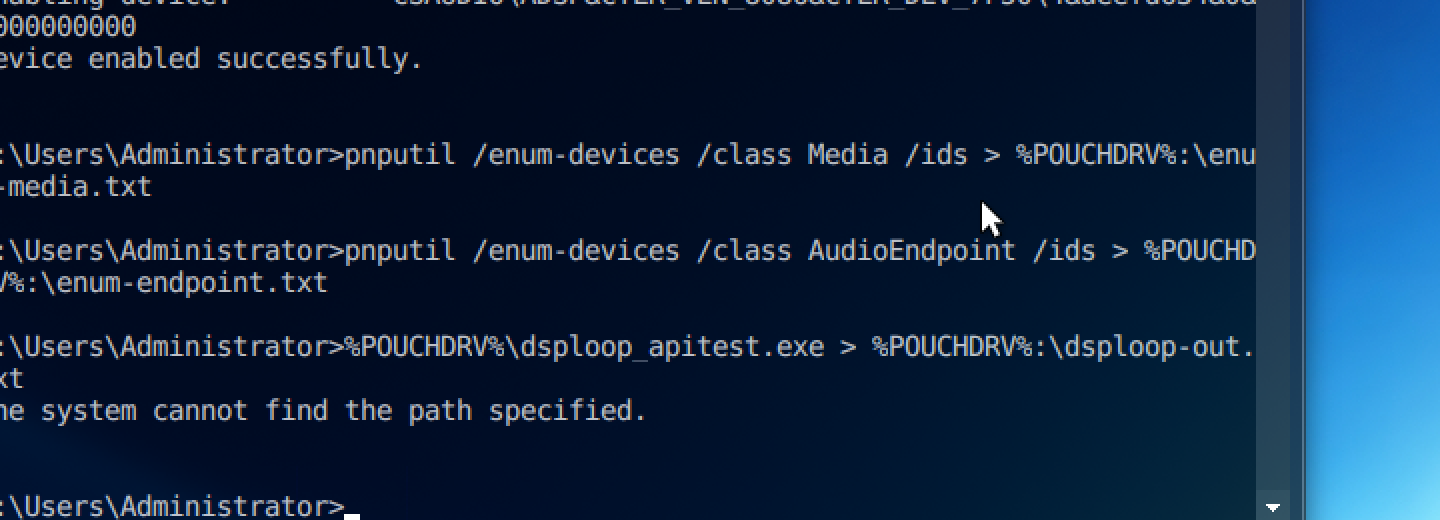 000000000
evice enabled successfully.
:\Users\Administrator>pnputil /enum-devices /class Media /ids > %POUCHDRV%:\enu
-media.txt
:\Users\Administrator>pnputil /enum-devices /class AudioEndpoint /ids > %POUCHD
V%:\enum-endpoint.txt
:\Users\Administrator>%POUCHDRV%\dsploop_apitest.exe > %POUCHDRV%:\dsploop-out.
xt
he system cannot find the path specified.
:\Users\Administrator>